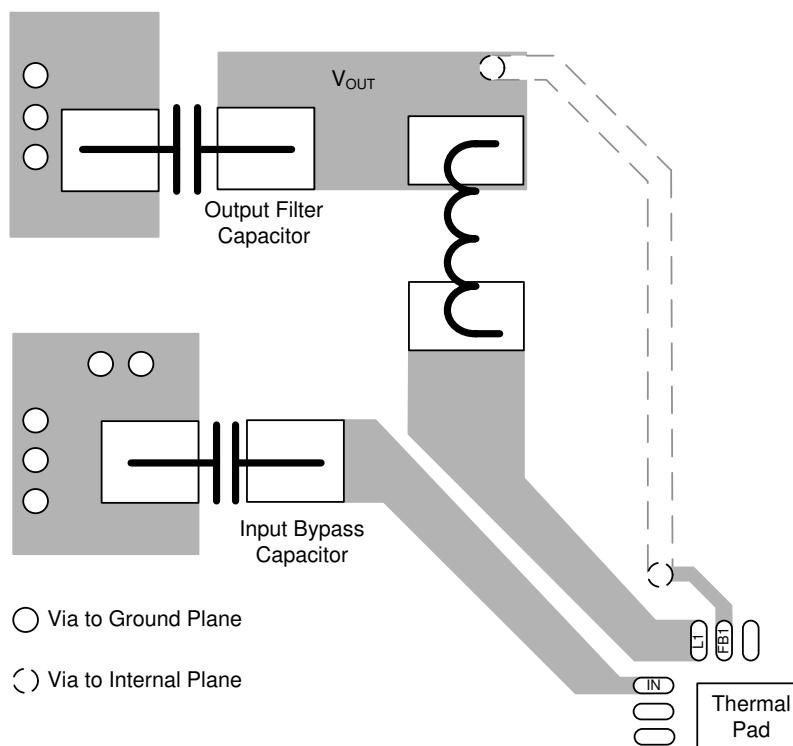 VOUT
Output Filter
Capacitor
Input Bypass
Capacitor
Via to Ground Plane
Via to Internal Plane
L1
FB1
IN
Thermal
Pad